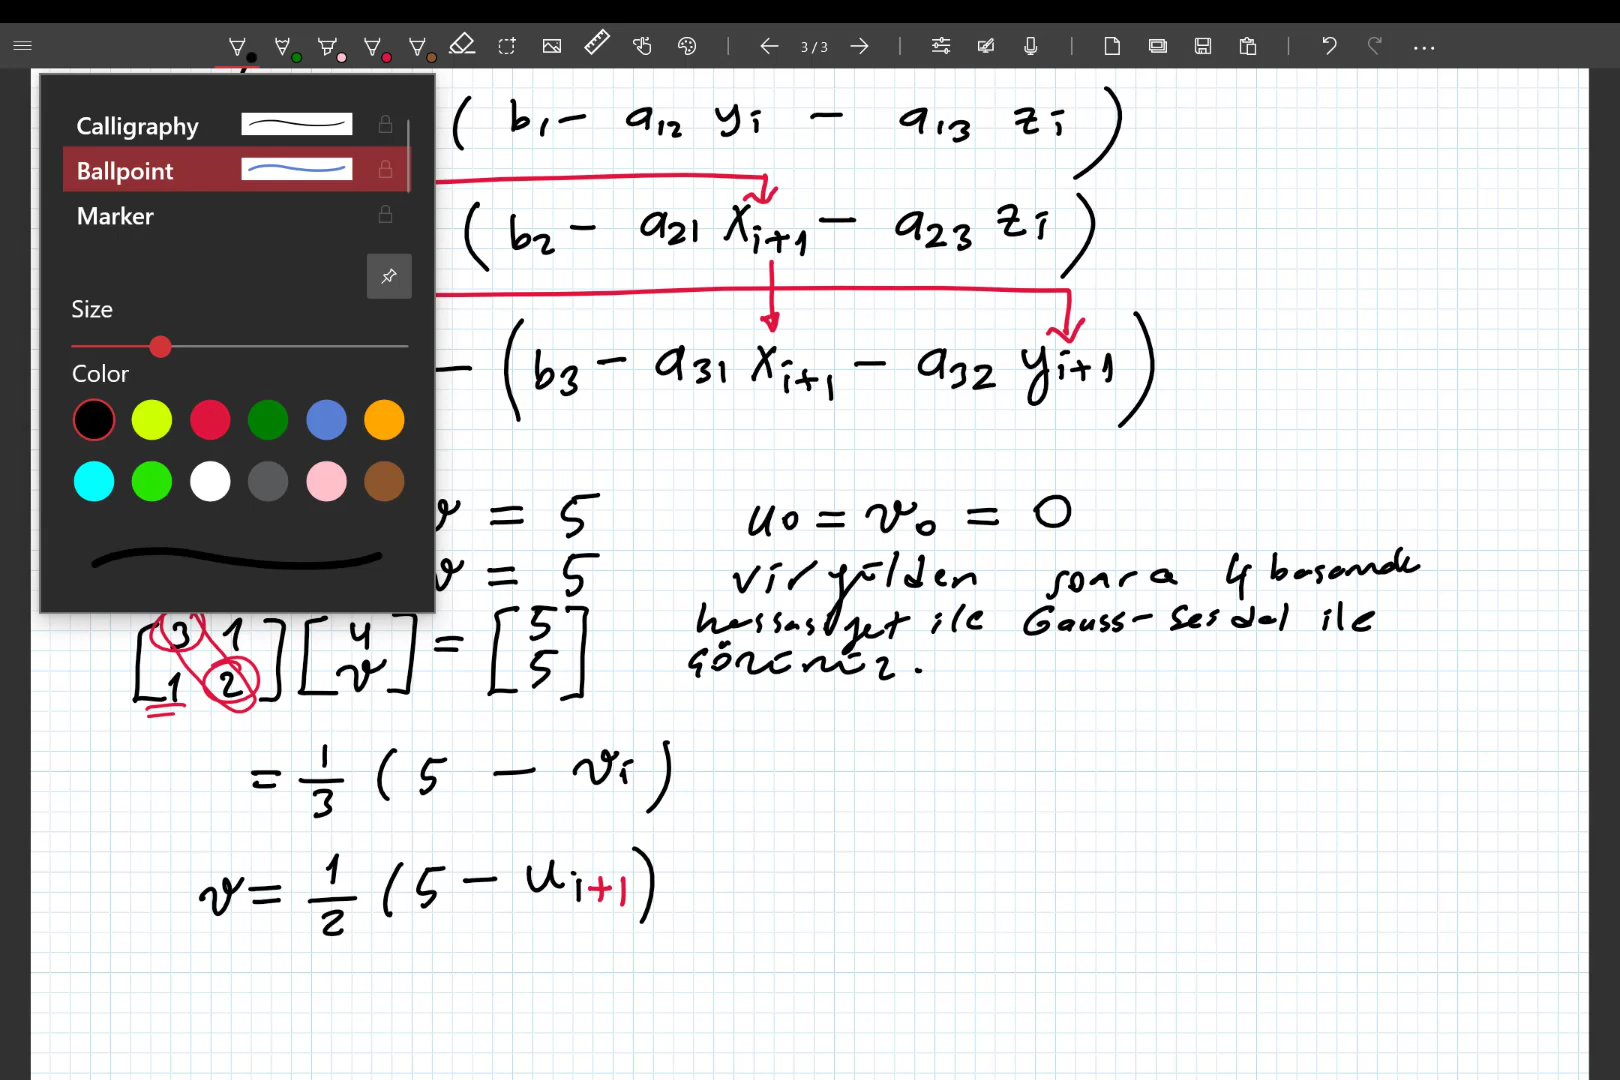 3/3
Calligraphy
Ballpoint
Marker
Size
Color
( b1 - a12 yi - a13 zi )
( b2 - a21 xi+1 - a23 zi )
- ( b3 - a31 xi+1 - a32 yi+1 )
v = 5 u0 = v0 = 0
v = 5 virgülden sonra 4 basamak
[ 3 1 ] [ u ] = [ 5 ] hassasiyet ile Gauss-Seidel ile
[ 1 2 ] [ v ] [ 5 ] çözünüz.
= 1/3 ( 5 - vi )
v = 1/2 ( 5 - ui+1 )